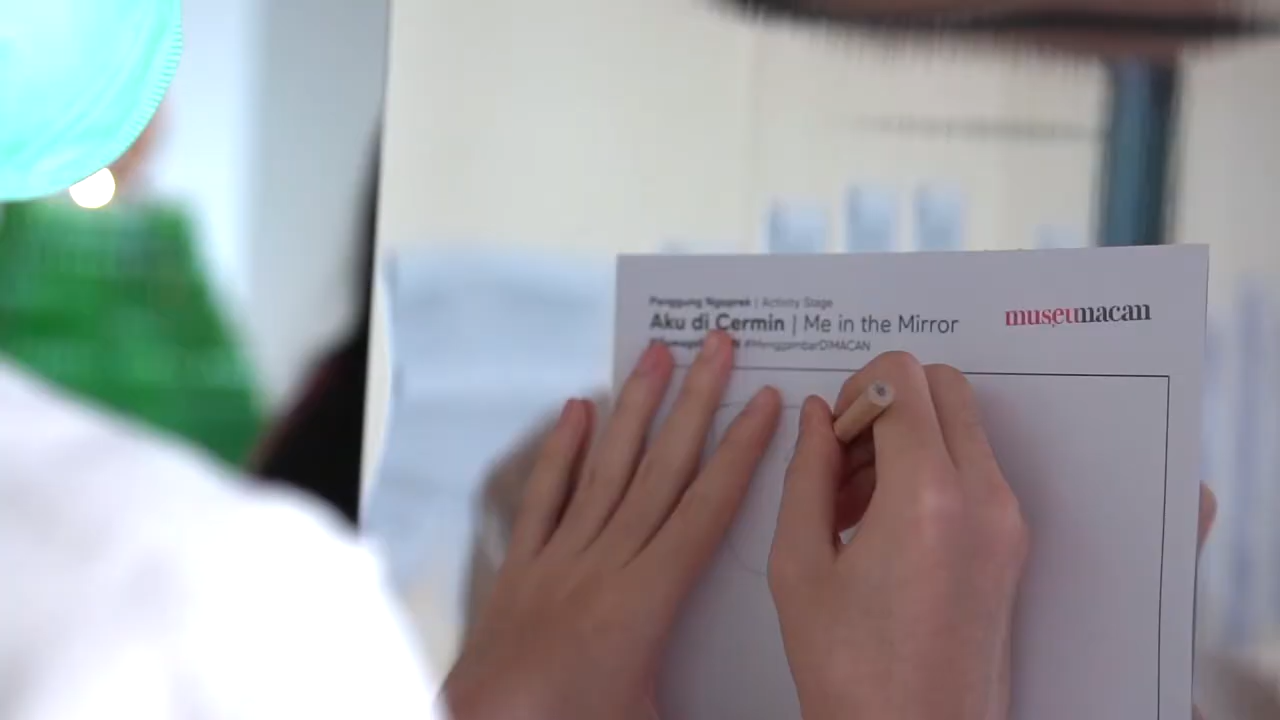 Panggung Ngoprek | Activity Stage
Aku di Cermin | Me in the Mirror
museumacan
#MenggambarDiMACAN